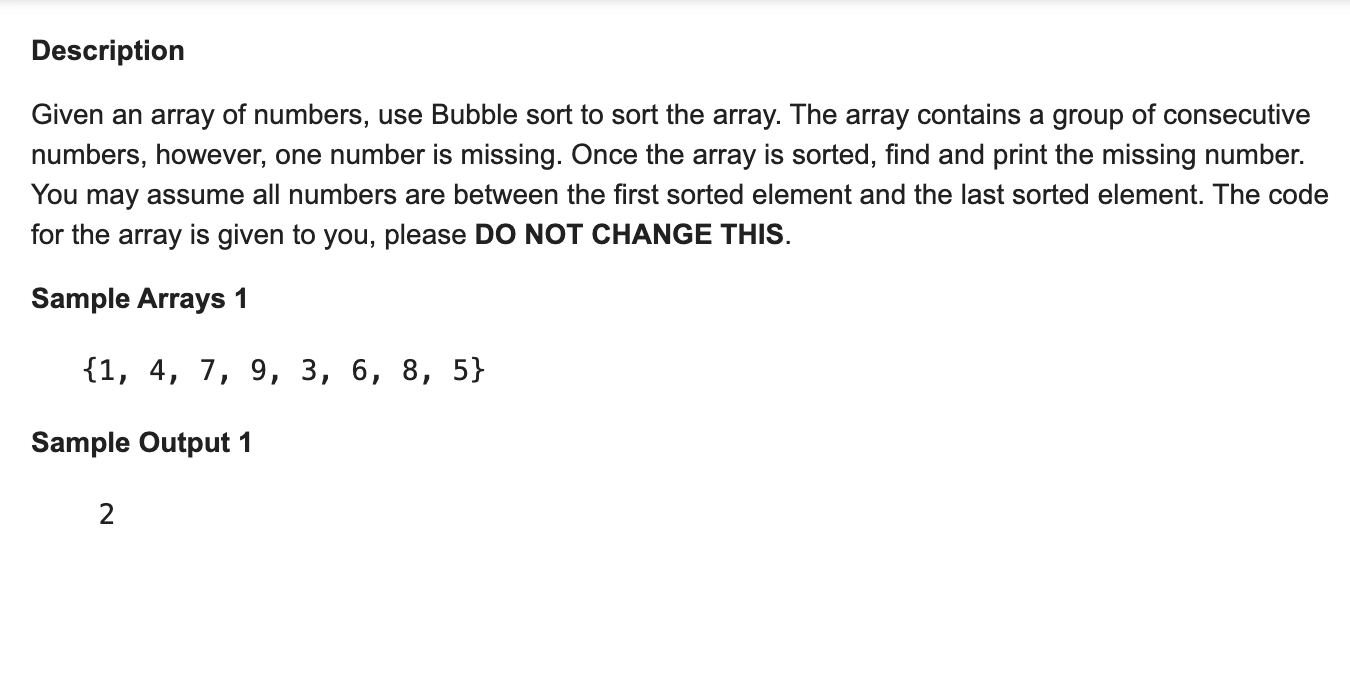 Description
Given an array of numbers, use Bubble sort to sort the array. The array contains a group of consecutive
numbers, however, one number is missing. Once the array is sorted, find and print the missing number.
You may assume all numbers are between the first sorted element and the last sorted element. The code
for the array is given to you, please DO NOT CHANGE THIS.
Sample Arrays 1
{1, 4, 7, 9, 3, 6, 8, 5}
Sample Output 1
2